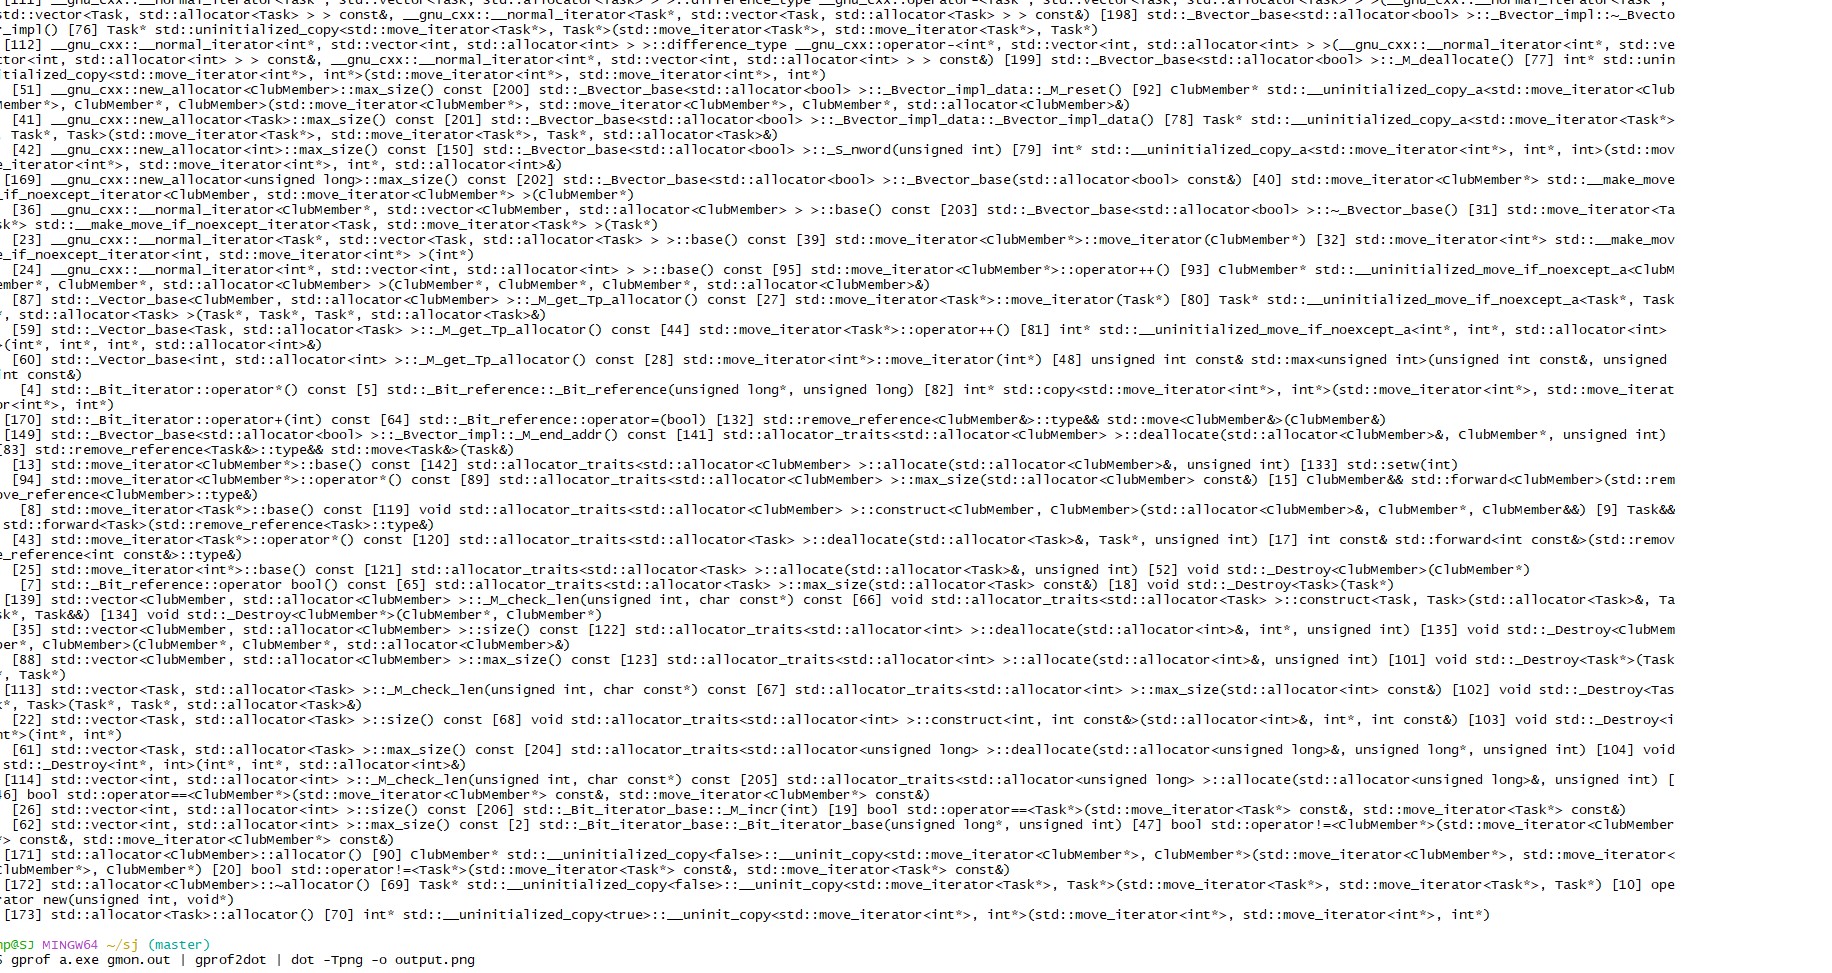 [111] __gnu_cxx::__normal_iterator<Task*, std::vector<Task, std::allocator<Task> > >::difference_type __gnu_cxx::operator-<Task*, std::vector<Task, std::allocator<Task> > >(__gnu_cxx::__normal_iterator<Task*,
std::vector<Task, std::allocator<Task> > > const&, __gnu_cxx::__normal_iterator<Task*, std::vector<Task, std::allocator<Task> > > const&) [198] std::_Bvector_base<std::allocator<bool> >::_Bvector_impl::~_Bvecto
r_impl() [76] Task* std::uninitialized_copy<std::move_iterator<Task*>, Task*>(std::move_iterator<Task*>, std::move_iterator<Task*>, Task*)
[112] __gnu_cxx::__normal_iterator<int*, std::vector<int, std::allocator<int> > >::difference_type __gnu_cxx::operator-<int*, std::vector<int, std::allocator<int> > >(__gnu_cxx::__normal_iterator<int*, std::ve
ctor<int, std::allocator<int> > > const&, __gnu_cxx::__normal_iterator<int*, std::vector<int, std::allocator<int> > > const&) [199] std::_Bvector_base<std::allocator<bool> >::_M_deallocate() [77] int* std::unin
itialized_copy<std::move_iterator<int*>, int*>(std::move_iterator<int*>, std::move_iterator<int*>, int*)
[51] __gnu_cxx::new_allocator<ClubMember>::max_size() const [200] std::_Bvector_base<std::allocator<bool> >::_Bvector_impl_data::_M_reset() [92] ClubMember* std::__uninitialized_copy_a<std::move_iterator<Club
Member*>, ClubMember*, ClubMember>(std::move_iterator<ClubMember*>, std::move_iterator<ClubMember*>, ClubMember*, std::allocator<ClubMember>&)
[41] __gnu_cxx::new_allocator<Task>::max_size() const [201] std::_Bvector_base<std::allocator<bool> >::_Bvector_impl_data::_Bvector_impl_data() [78] Task* std::__uninitialized_copy_a<std::move_iterator<Task*>
, Task*, Task>(std::move_iterator<Task*>, std::move_iterator<Task*>, Task*, std::allocator<Task>&)
[42] __gnu_cxx::new_allocator<int>::max_size() const [150] std::_Bvector_base<std::allocator<bool> >::_S_nword(unsigned int) [79] int* std::__uninitialized_copy_a<std::move_iterator<int*>, int*, int>(std::mov
e_iterator<int*>, std::move_iterator<int*>, int*, std::allocator<int>&)
[169] __gnu_cxx::new_allocator<unsigned long>::max_size() const [202] std::_Bvector_base<std::allocator<bool> >::_Bvector_base(std::allocator<bool> const&) [40] std::move_iterator<ClubMember*> std::__make_move
_if_noexcept_iterator<ClubMember, std::move_iterator<ClubMember*> >(ClubMember*)
[36] __gnu_cxx::__normal_iterator<ClubMember*, std::vector<ClubMember, std::allocator<ClubMember> > >::base() const [203] std::_Bvector_base<std::allocator<bool> >::~_Bvector_base() [31] std::move_iterator<Ta
sk*> std::__make_move_if_noexcept_iterator<Task, std::move_iterator<Task*> >(Task*)
[23] __gnu_cxx::__normal_iterator<Task*, std::vector<Task, std::allocator<Task> > >::base() const [39] std::move_iterator<ClubMember*>::move_iterator(ClubMember*) [32] std::move_iterator<int*> std::__make_mov
e_if_noexcept_iterator<int, std::move_iterator<int*> >(int*)
[24] __gnu_cxx::__normal_iterator<int*, std::vector<int, std::allocator<int> > >::base() const [95] std::move_iterator<ClubMember*>::operator++() [93] ClubMember* std::__uninitialized_move_if_noexcept_a<ClubM
ember*, ClubMember*, std::allocator<ClubMember> >(ClubMember*, ClubMember*, ClubMember*, std::allocator<ClubMember>&)
[87] std::_Vector_base<ClubMember, std::allocator<ClubMember> >::_M_get_Tp_allocator() const [27] std::move_iterator<Task*>::move_iterator(Task*) [80] Task* std::__uninitialized_move_if_noexcept_a<Task*, Task
*, std::allocator<Task> >(Task*, Task*, Task*, std::allocator<Task>&)
[59] std::_Vector_base<Task, std::allocator<Task> >::_M_get_Tp_allocator() const [44] std::move_iterator<Task*>::operator++() [81] int* std::__uninitialized_move_if_noexcept_a<int*, int*, std::allocator<int>
>(int*, int*, int*, std::allocator<int>&)
[60] std::_Vector_base<int, std::allocator<int> >::_M_get_Tp_allocator() const [28] std::move_iterator<int*>::move_iterator(int*) [48] unsigned int const& std::max<unsigned int>(unsigned int const&, unsigned
int const&)
[4] std::_Bit_iterator::operator*() const [5] std::_Bit_reference::_Bit_reference(unsigned long*, unsigned long) [82] int* std::copy<std::move_iterator<int*>, int*>(std::move_iterator<int*>, std::move_iterat
or<int*>, int*)
[170] std::_Bit_iterator::operator+(int) const [64] std::_Bit_reference::operator=(bool) [132] std::remove_reference<ClubMember&>::type&& std::move<ClubMember&>(ClubMember&)
[149] std::_Bvector_base<std::allocator<bool> >::_Bvector_impl::_M_end_addr() const [141] std::allocator_traits<std::allocator<ClubMember> >::deallocate(std::allocator<ClubMember>&, ClubMember*, unsigned int)
[83] std::remove_reference<Task&>::type&& std::move<Task&>(Task&)
[13] std::move_iterator<ClubMember*>::base() const [142] std::allocator_traits<std::allocator<ClubMember> >::allocate(std::allocator<ClubMember>&, unsigned int) [133] std::setw(int)
[94] std::move_iterator<ClubMember*>::operator*() const [89] std::allocator_traits<std::allocator<ClubMember> >::max_size(std::allocator<ClubMember> const&) [15] ClubMember&& std::forward<ClubMember>(std::rem
ove_reference<ClubMember>::type&)
[8] std::move_iterator<Task*>::base() const [119] void std::allocator_traits<std::allocator<ClubMember> >::construct<ClubMember, ClubMember>(std::allocator<ClubMember>&, ClubMember*, ClubMember&&) [9] Task&&
std::forward<Task>(std::remove_reference<Task>::type&)
[43] std::move_iterator<Task*>::operator*() const [120] std::allocator_traits<std::allocator<Task> >::deallocate(std::allocator<Task>&, Task*, unsigned int) [17] int const& std::forward<int const&>(std::remov
e_reference<int const&>::type&)
[25] std::move_iterator<int*>::base() const [121] std::allocator_traits<std::allocator<Task> >::allocate(std::allocator<Task>&, unsigned int) [52] void std::_Destroy<ClubMember>(ClubMember*)
[7] std::_Bit_reference::operator bool() const [65] std::allocator_traits<std::allocator<Task> >::max_size(std::allocator<Task> const&) [18] void std::_Destroy<Task>(Task*)
[139] std::vector<ClubMember, std::allocator<ClubMember> >::_M_check_len(unsigned int, char const*) const [66] void std::allocator_traits<std::allocator<Task> >::construct<Task, Task>(std::allocator<Task>&, Ta
sk*, Task&&) [134] void std::_Destroy<ClubMember*>(ClubMember*, ClubMember*)
[35] std::vector<ClubMember, std::allocator<ClubMember> >::size() const [122] std::allocator_traits<std::allocator<int> >::deallocate(std::allocator<int>&, int*, unsigned int) [135] void std::_Destroy<ClubMem
ber*, ClubMember>(ClubMember*, ClubMember*, std::allocator<ClubMember>&)
[88] std::vector<ClubMember, std::allocator<ClubMember> >::max_size() const [123] std::allocator_traits<std::allocator<int> >::allocate(std::allocator<int>&, unsigned int) [101] void std::_Destroy<Task*>(Task
*, Task*)
[113] std::vector<Task, std::allocator<Task> >::_M_check_len(unsigned int, char const*) const [67] std::allocator_traits<std::allocator<int> >::max_size(std::allocator<int> const&) [102] void std::_Destroy<Tas
k*, Task>(Task*, Task*, std::allocator<Task>&)
[22] std::vector<Task, std::allocator<Task> >::size() const [68] void std::allocator_traits<std::allocator<int> >::construct<int, int const&>(std::allocator<int>&, int*, int const&) [103] void std::_Destroy<i
nt*>(int*, int*)
[61] std::vector<Task, std::allocator<Task> >::max_size() const [204] std::allocator_traits<std::allocator<unsigned long> >::deallocate(std::allocator<unsigned long>&, unsigned long*, unsigned int) [104] void
std::_Destroy<int*, int>(int*, int*, std::allocator<int>&)
[114] std::vector<int, std::allocator<int> >::_M_check_len(unsigned int, char const*) const [205] std::allocator_traits<std::allocator<unsigned long> >::allocate(std::allocator<unsigned long>&, unsigned int) [
46] bool std::operator==<ClubMember*>(std::move_iterator<ClubMember*> const&, std::move_iterator<ClubMember*> const&)
[26] std::vector<int, std::allocator<int> >::size() const [206] std::_Bit_iterator_base::_M_incr(int) [19] bool std::operator==<Task*>(std::move_iterator<Task*> const&, std::move_iterator<Task*> const&)
[62] std::vector<int, std::allocator<int> >::max_size() const [2] std::_Bit_iterator_base::_Bit_iterator_base(unsigned long*, unsigned int) [47] bool std::operator!=<ClubMember*>(std::move_iterator<ClubMember
*> const&, std::move_iterator<ClubMember*> const&)
[171] std::allocator<ClubMember>::allocator() [90] ClubMember* std::__uninitialized_copy<false>::__uninit_copy<std::move_iterator<ClubMember*>, ClubMember*>(std::move_iterator<ClubMember*>, std::move_iterator<
ClubMember*>, ClubMember*) [20] bool std::operator!=<Task*>(std::move_iterator<Task*> const&, std::move_iterator<Task*> const&)
[172] std::allocator<ClubMember>::~allocator() [69] Task* std::__uninitialized_copy<false>::__uninit_copy<std::move_iterator<Task*>, Task*>(std::move_iterator<Task*>, std::move_iterator<Task*>, Task*) [10] ope
rator new(unsigned int, void*)
[173] std::allocator<Task>::allocator() [70] int* std::__uninitialized_copy<true>::__uninit_copy<std::move_iterator<int*>, int*>(std::move_iterator<int*>, std::move_iterator<int*>, int*)
hp@SJ MINGW64 ~/sj (master)
$ gprof a.exe gmon.out | gprof2dot | dot -Tpng -o output.png